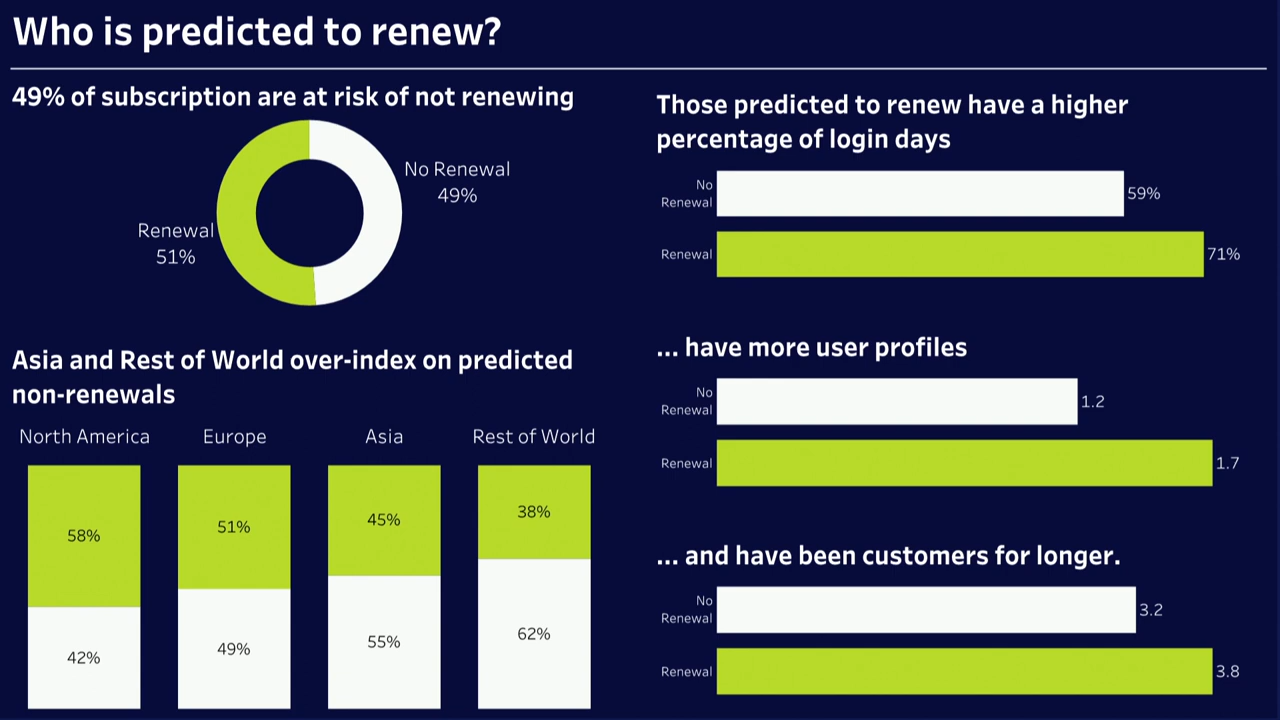 Who is predicted to renew?
49% of subscription are at risk of not renewing
No Renewal
49%
Renewal
51%
Asia and Rest of World over-index on predicted
non-renewals
North America
Europe
Asia
Rest of World
58%
51%
45%
38%
42%
49%
55%
62%
Those predicted to renew have a higher
percentage of login days
No
Renewal
59%
Renewal
71%
... have more user profiles
No
Renewal
1.2
Renewal
1.7
... and have been customers for longer.
No
Renewal
3.2
Renewal
3.8